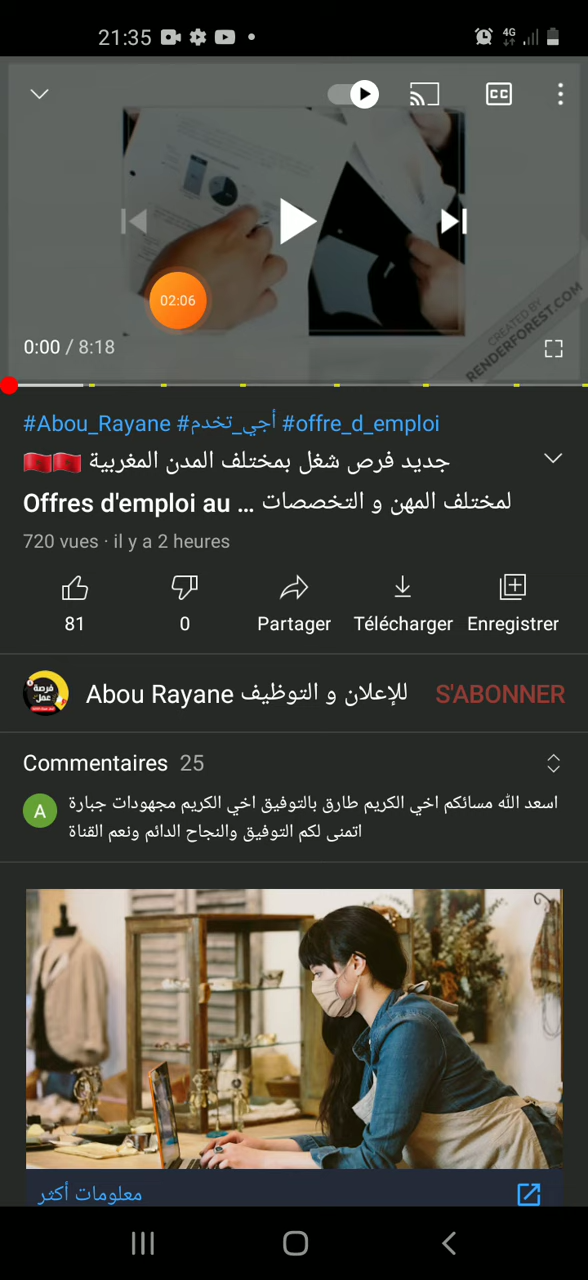 21:35
4G
CC
02:06
CREATED BY
RENDERFOREST.COM
0:00 / 8:18
#Abou_Rayane #أجي_تخدم #offre_d_emploi
جديد فرص شغل بمختلف المدن المغربية 🇲🇦🇲🇦
لمختلف المهن و التخصصات ... Offres d'emploi au
720 vues · il y a 2 heures
81
0
Partager
Télécharger
Enregistrer
فرصة
عمل
Abou Rayane للإعلان و التوظيف
S'ABONNER
Commentaires 25
A
اسعد الله مسائكم اخي الكريم طارق بالتوفيق اخي الكريم مجهودات جبارة
اتمنى لكم التوفيق والنجاح الدائم ونعم القناة
معلومات أكثر